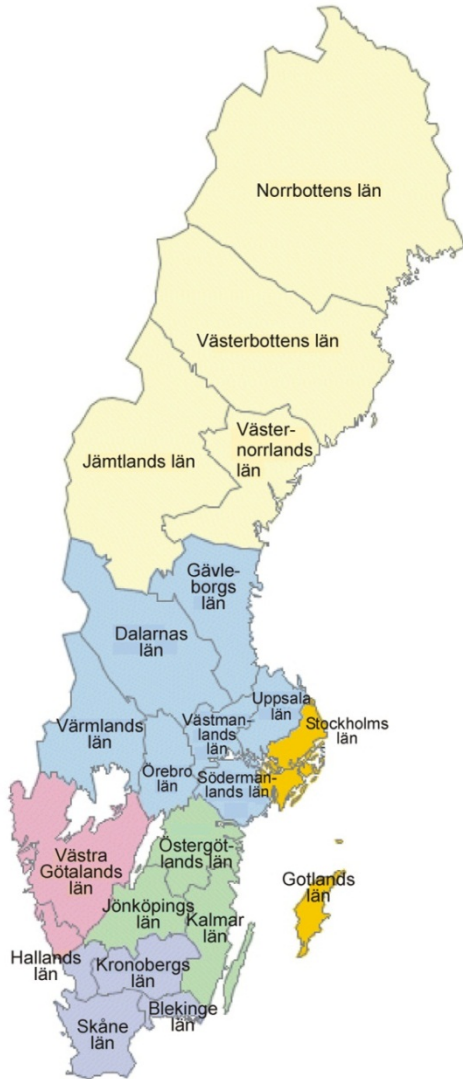 Norrbottens län
Västerbottens län
Väster-
norrlands
län
Jämtlands län
Gävle-
borgs
län
Dalarnas
län
Uppsala
län
Stockholms
län
Värmlands
län
Västman-
lands
län
Örebro
län
Söderman-
lands län
Västra
Götalands
län
Östergöt-
lands län
Gotlands
län
Jönköpings
län
Kalmar
län
Hallands
län
Kronobergs
län
Blekinge
län
Skåne
län